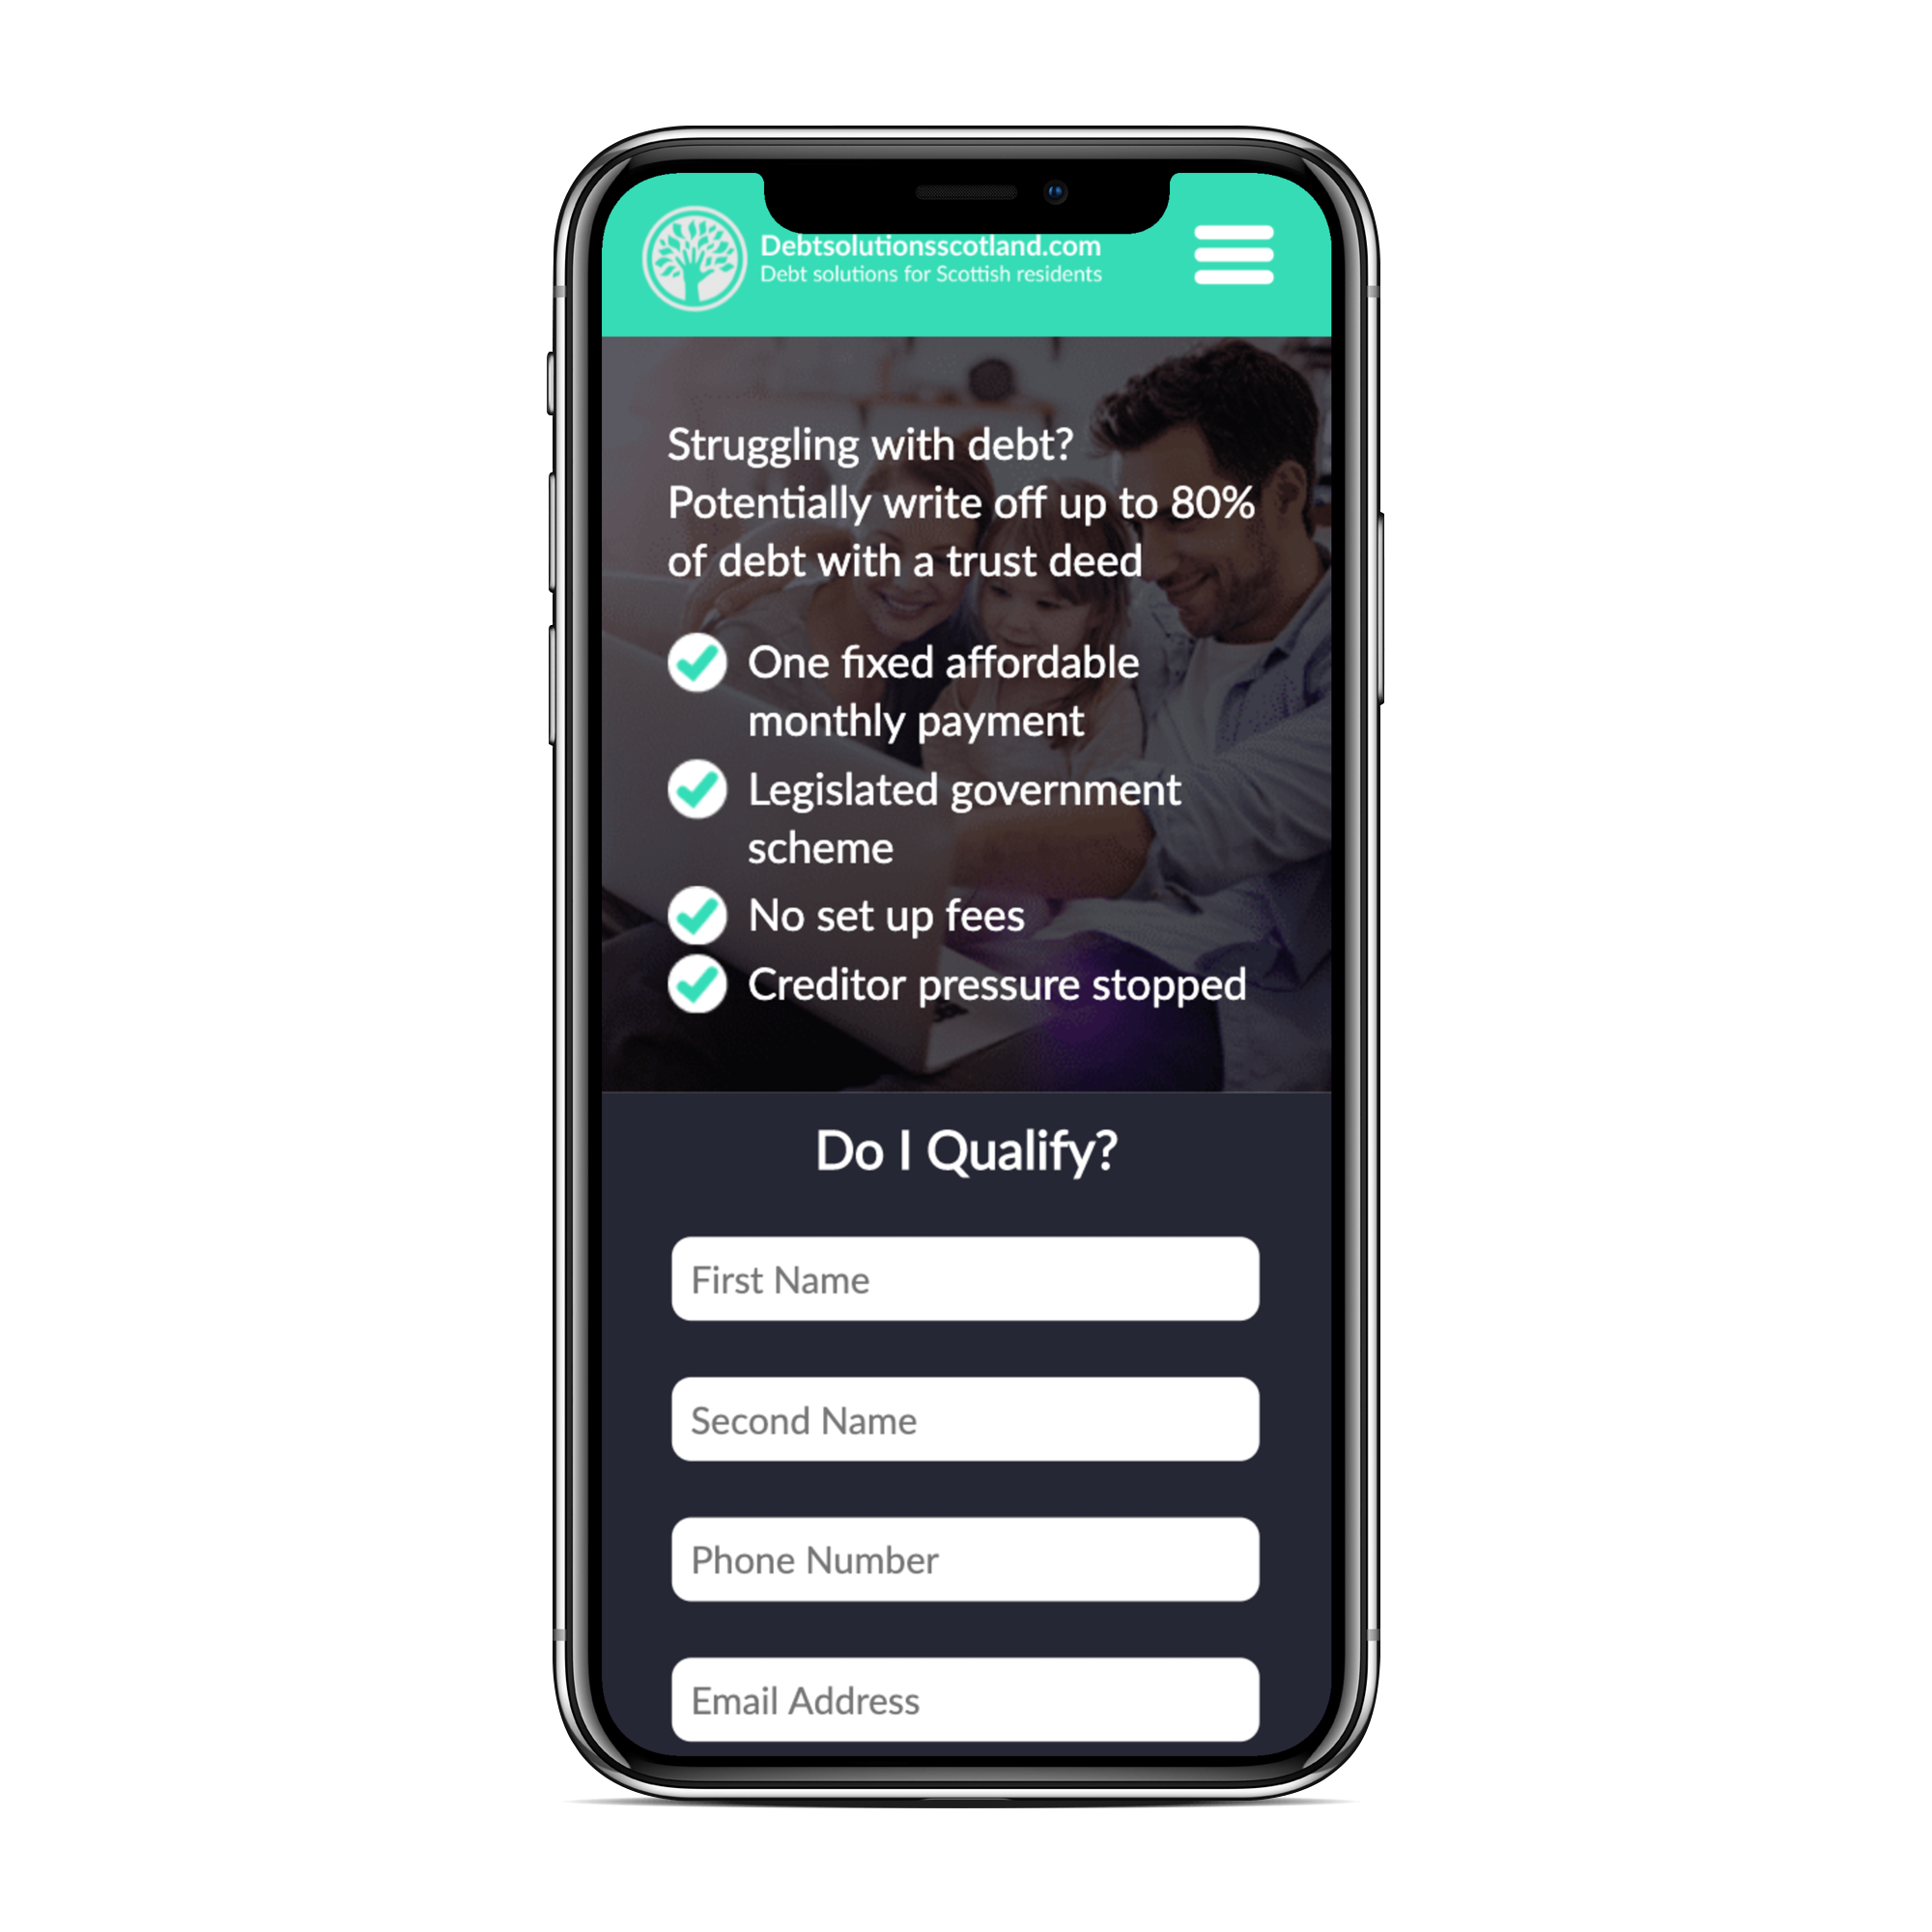 Debtsolutionsscotland.com
Debt solutions for Scottish residents
Struggling with debt?
Potentially write off up to 80%
of debt with a trust deed
One fixed affordable
monthly payment
Legislated government
scheme
No set up fees
Creditor pressure stopped
Do I Qualify?
First Name
Second Name
Phone Number
Email Address